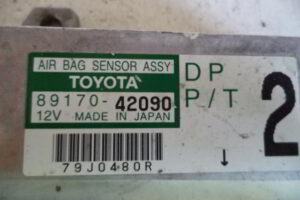 AIR BAG SENSOR ASSY
TOYOTA
89170-42090
12V MADE IN JAPAN
79J0480R
DP
P/T
2